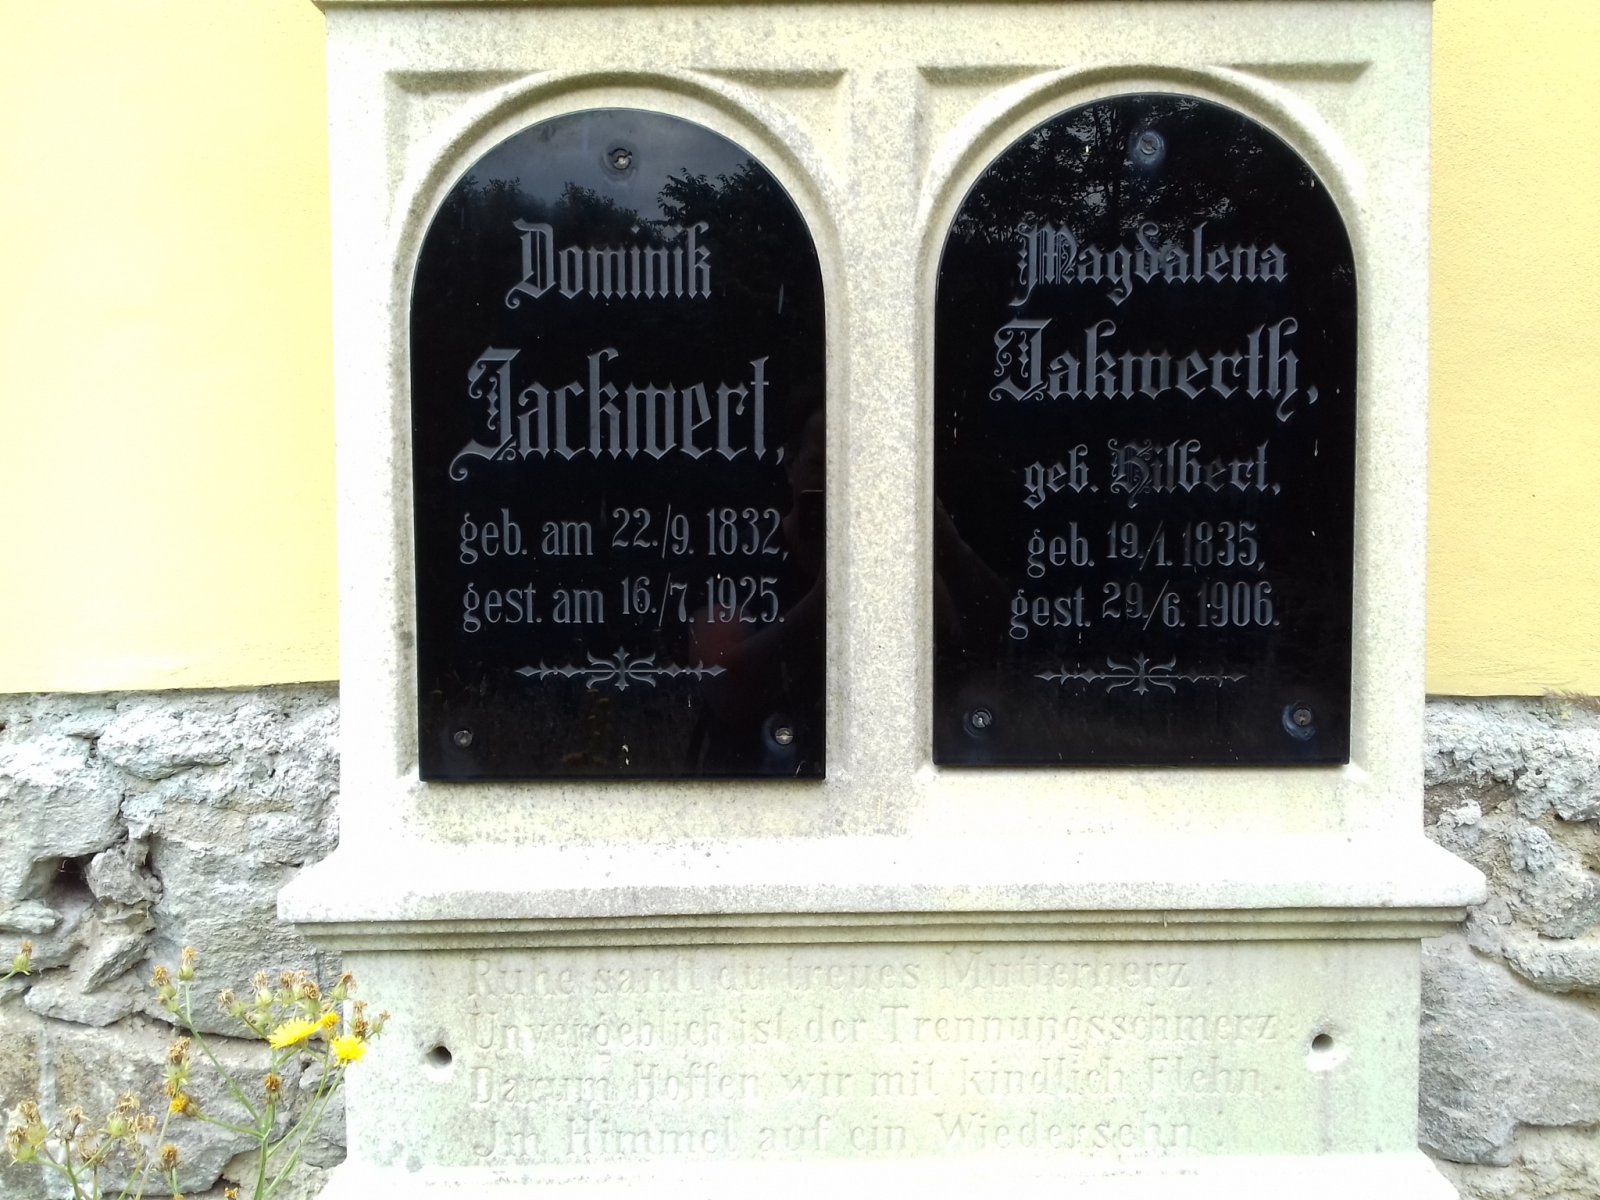 Dominik
Jackwert,
geb. am 22./9. 1832,
gest. am 16./7. 1925.
Magdalena
Jakwerth,
geb. Hilbert,
geb. 19./1. 1835,
gest. 29./6. 1906.
Ruhe sanft du treues Mutterherz.
Unvergeblich ist der Trennungsschmerz
Darum Hoffen wir mit kindlich Flehn.
Im Himmel auf ein Wiedersehn.